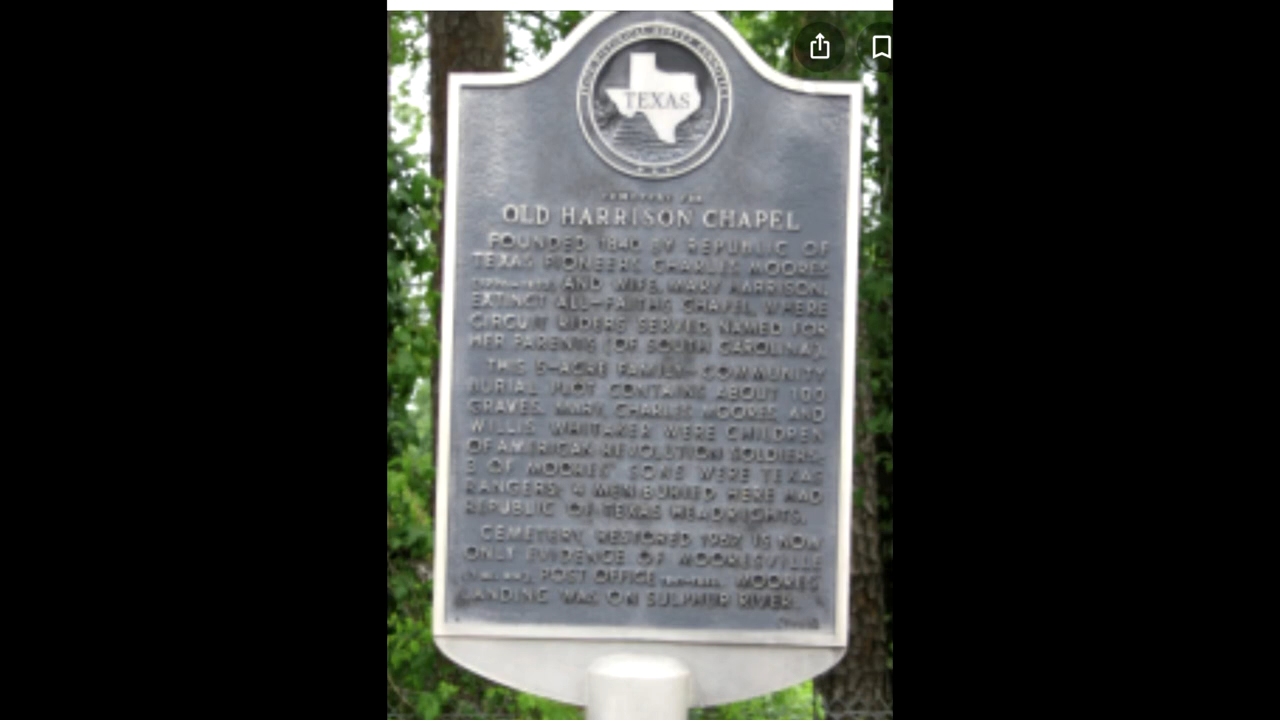 TEXAS
CEMETERY FOR
OLD HARRISON CHAPEL
FOUNDED 1840 BY REPUBLIC OF
TEXAS PIONEERS CHARLES MOORES
AND WIFE, MARY HARRISON.
EXTINCT ALL-FAITHS CHAPEL, WHERE
CIRCUIT RIDERS SERVED NAMED FOR
HER PARENTS (OF SOUTH CAROLINA).
THIS 5-ACRE FAMILY-COMMUNITY
BURIAL PLOT CONTAINS ABOUT 100
GRAVES. MARY, CHARLES MOORES, AND
WILLIS WHITAKER WERE CHILDREN
OF AMERICAN REVOLUTION SOLDIERS.
3 OF MOORES' SONS WERE TEXAS
RANGERS; 4 MEN BURIED HERE HAD
REPUBLIC OF TEXAS HEADRIGHTS.
CEMETERY, RESTORED IS NOW
ONLY EVIDENCE OF MOORESVILLE
POST OFFICE MOORES'
LANDING WAS ON SULPHUR RIVER.